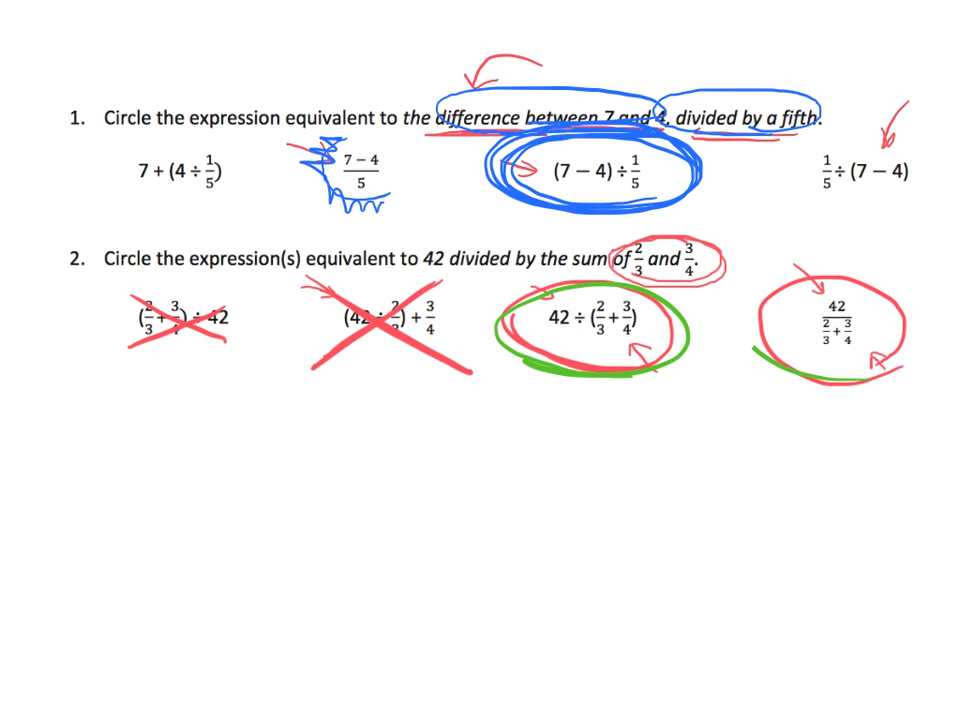 1. Circle the expression equivalent to the difference between 7 and 4, divided by a fifth.
7 + (4 ÷ 1/5) (7 − 4)/5 (7 − 4) ÷ 1/5 1/5 ÷ (7 − 4)
2. Circle the expression(s) equivalent to 42 divided by the sum of 2/3 and 3/4.
(2/3 + 3/4) ÷ 42 (42 ÷ 2/3) + 3/4 42 ÷ (2/3 + 3/4) 42/(2/3 + 3/4)